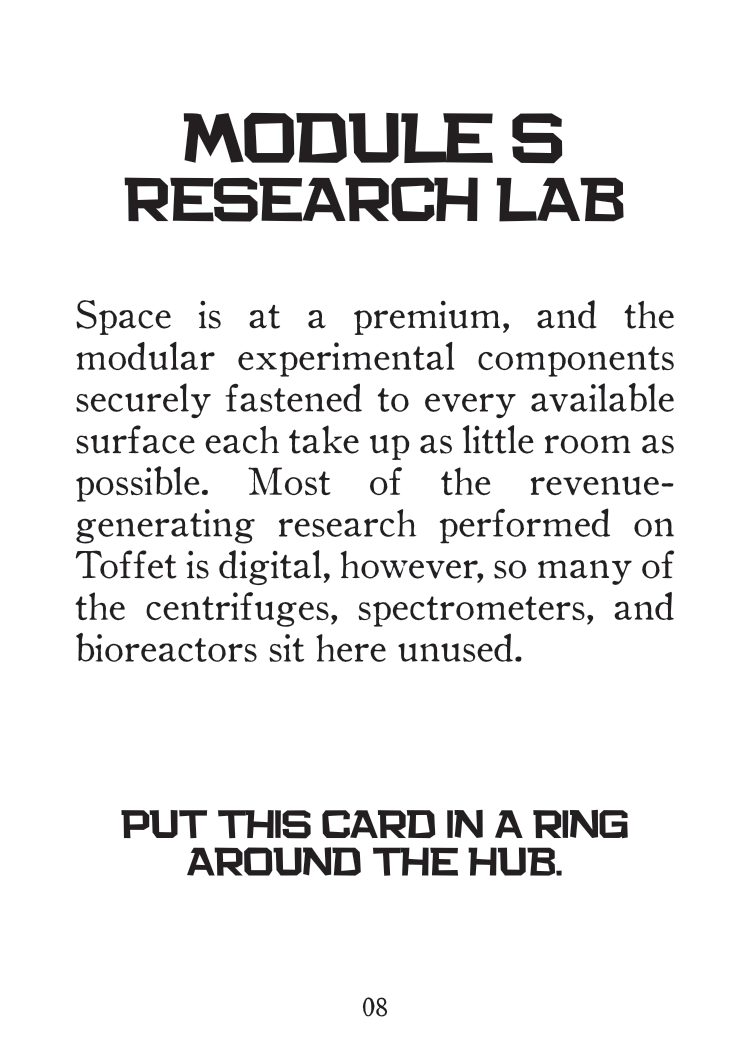 MODULE S
RESEARCH LAB
Space is at a premium, and the
modular experimental components
securely fastened to every available
surface each take up as little room as
possible. Most of the revenue-
generating research performed on
Toffet is digital, however, so many of
the centrifuges, spectrometers, and
bioreactors sit here unused.
PUT THIS CARD IN A RING
AROUND THE HUB.
08